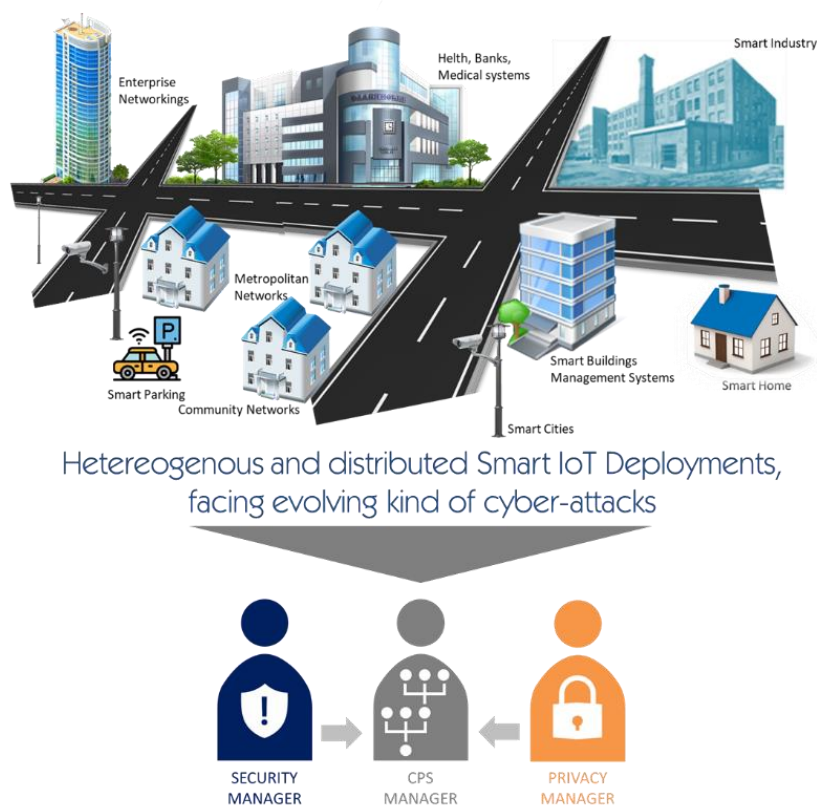 Enterprise
Networkings
Helth, Banks,
Medical systems
Smart Industry
Metropolitan
Networks
P
Smart Parking
Community Networks
Smart Buildings
Management Systems
Smart Home
Smart Cities
Hetereogenous and distributed Smart IoT Deployments,
facing evolving kind of cyber-attacks
!
SECURITY
MANAGER
CPS
MANAGER
PRIVACY
MANAGER